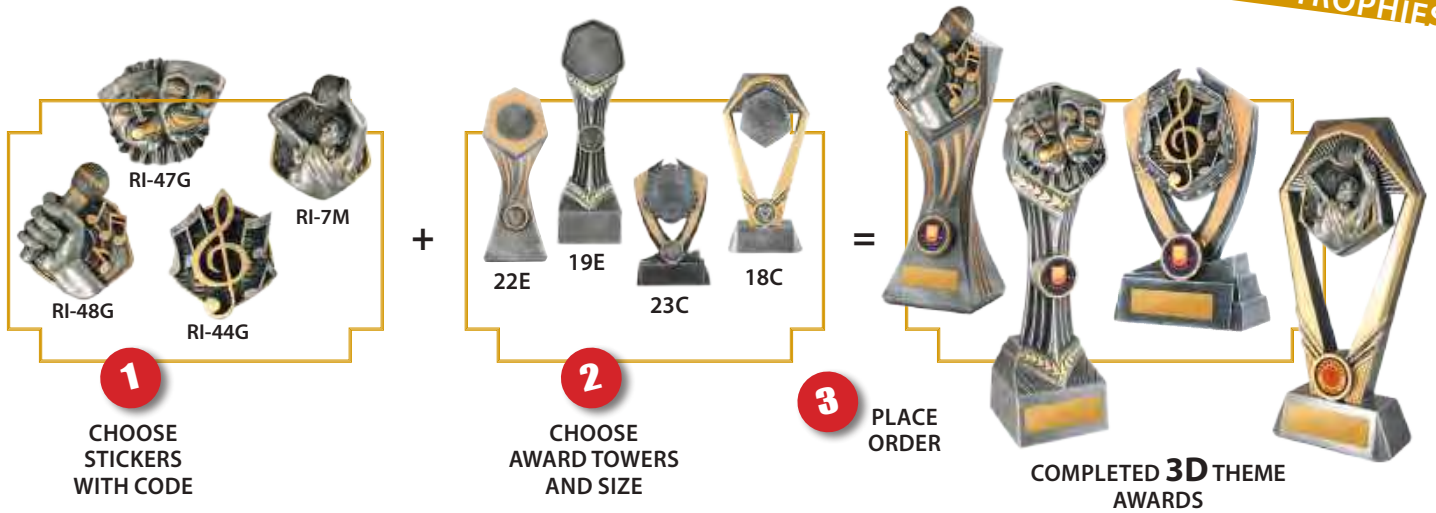 TROPHIES
RI-47G
RI-7M
RI-48G
RI-44G
+
22E
19E
23C
18C
=
1
CHOOSE
STICKERS
WITH CODE
2
CHOOSE
AWARD TOWERS
AND SIZE
3
PLACE
ORDER
COMPLETED 3D THEME
AWARDS